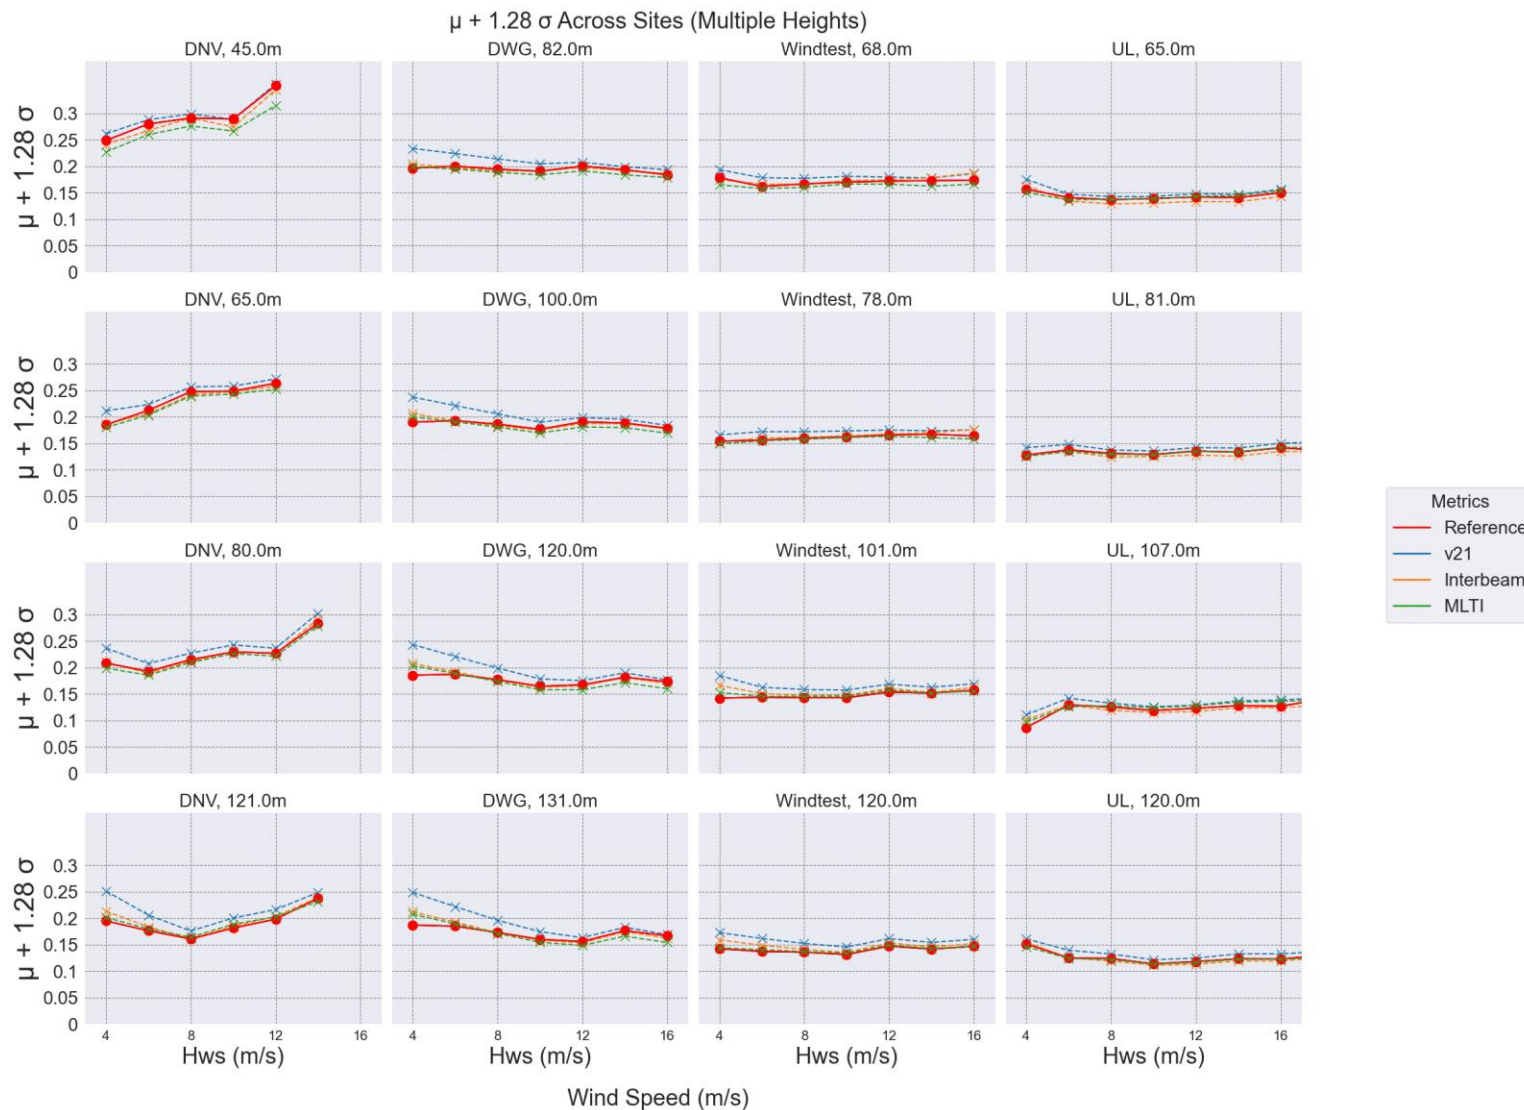 μ + 1.28 σ Across Sites (Multiple Heights)
DNV, 45.0m
DWG, 82.0m
Windtest, 68.0m
UL, 65.0m
μ + 1.28 σ
0.3
0.25
0.2
0.15
0.1
0.05
0
DNV, 65.0m
DWG, 100.0m
Windtest, 78.0m
UL, 81.0m
μ + 1.28 σ
0.3
0.25
0.2
0.15
0.1
0.05
0
Metrics
Reference
v21
Interbeam
MLTI
DNV, 80.0m
DWG, 120.0m
Windtest, 101.0m
UL, 107.0m
μ + 1.28 σ
0.3
0.25
0.2
0.15
0.1
0.05
0
DNV, 121.0m
DWG, 131.0m
Windtest, 120.0m
UL, 120.0m
μ + 1.28 σ
0.3
0.25
0.2
0.15
0.1
0.05
0
4 8 12 16
4 8 12 16
4 8 12 16
4 8 12 16
Hws (m/s)
Hws (m/s)
Hws (m/s)
Hws (m/s)
Wind Speed (m/s)